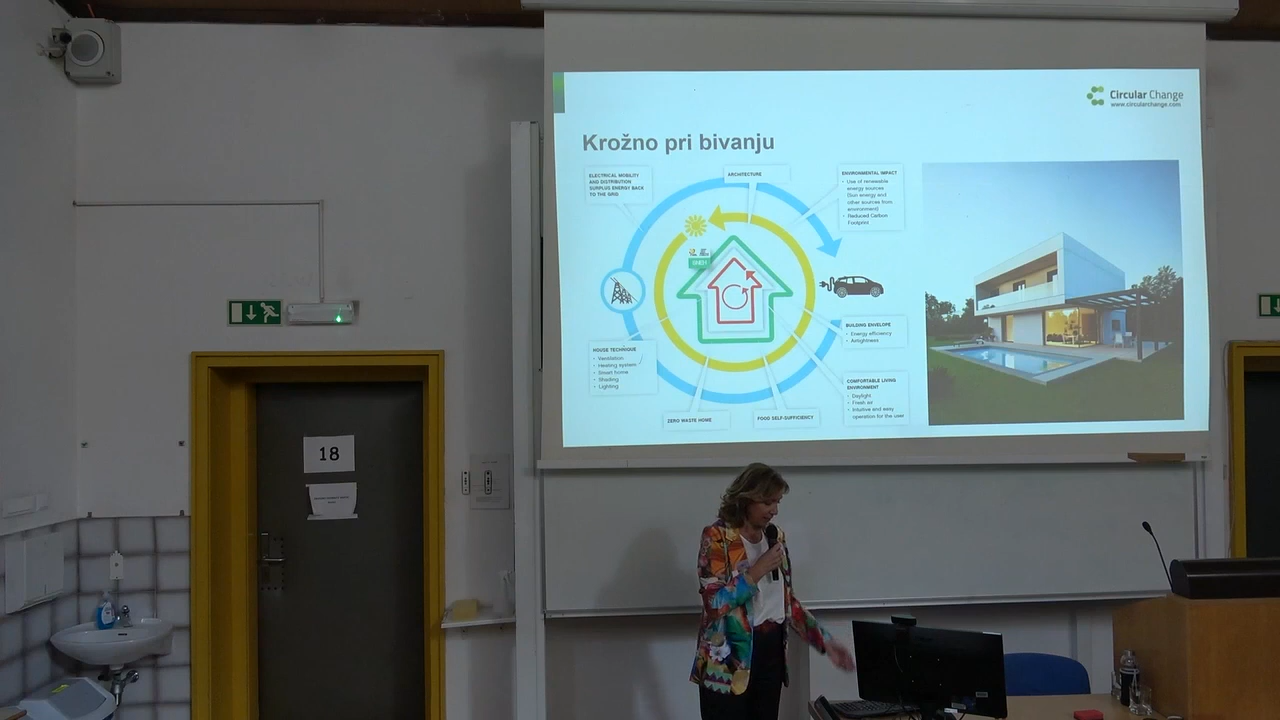 Circular Change
www.circularchange.com
Krožno pri bivanju
ELECTRICAL MOBILITY
AND DISTRIBUTION
SURPLUS ENERGY BACK
TO THE GRID
ARCHITECTURE
ENVIRONMENTAL IMPACT
• Use of renewable
energy sources
(sun energy and
other sources from
environment)
• Reduced Carbon
Footprint
BUILDING ENVELOPE
• Energy efficiency
• Airtightness
HOUSE TECHNIQUE
• Ventilation
• Heating system
• Smart home
• Shading
• Lighting
COMFORTABLE LIVING
ENVIRONMENT
• Daylight
• Fresh air
• Intuitive and easy
operation for the user
ZERO WASTE HOME
FOOD SELF-SUFFICIENCY
18